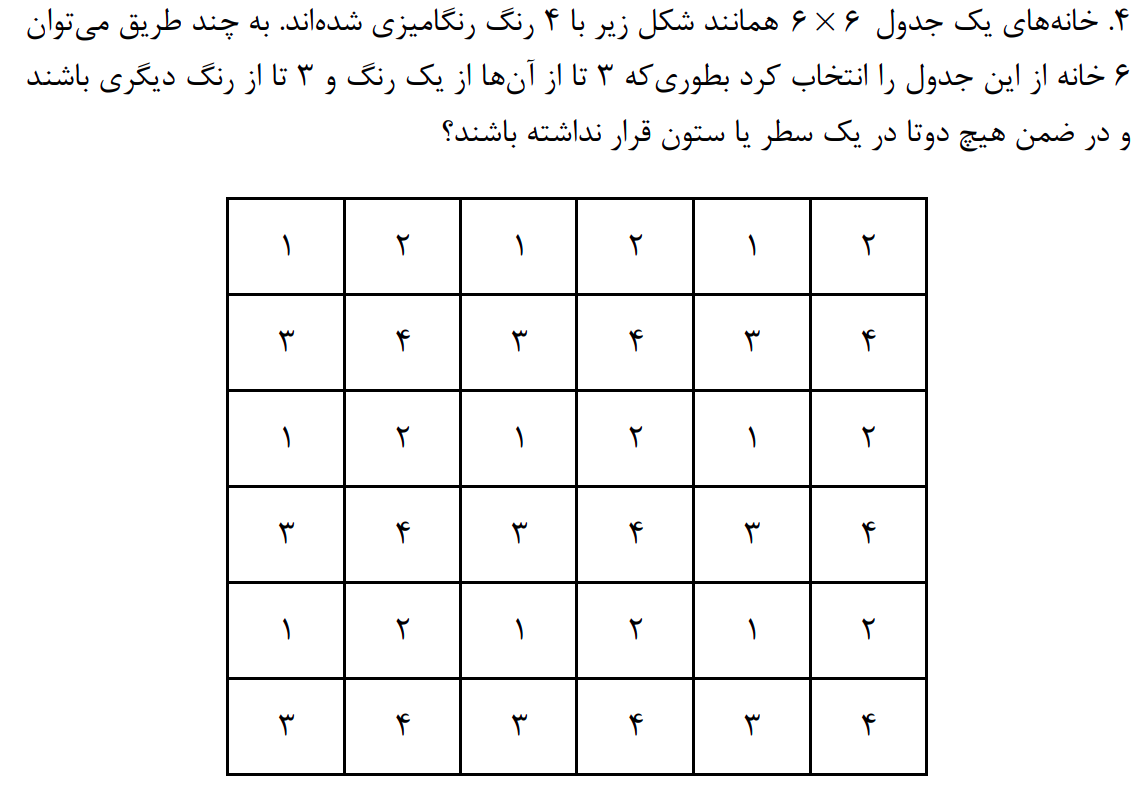 ۴. خانه‌های یک جدول ۶ × ۶ همانند شکل زیر با ۴ رنگ رنگامیزی شده‌اند. به چند طریق می‌توان
۶ خانه از این جدول را انتخاب کرد بطوری‌که ۳ تا از آن‌ها از یک رنگ و ۳ تا از رنگ دیگری باشند
و در ضمن هیچ دوتا در یک سطر یا ستون قرار نداشته باشند؟
۱ ۲ ۱ ۲ ۱ ۲
۳ ۴ ۳ ۴ ۳ ۴
۱ ۲ ۱ ۲ ۱ ۲
۳ ۴ ۳ ۴ ۳ ۴
۱ ۲ ۱ ۲ ۱ ۲
۳ ۴ ۳ ۴ ۳ ۴